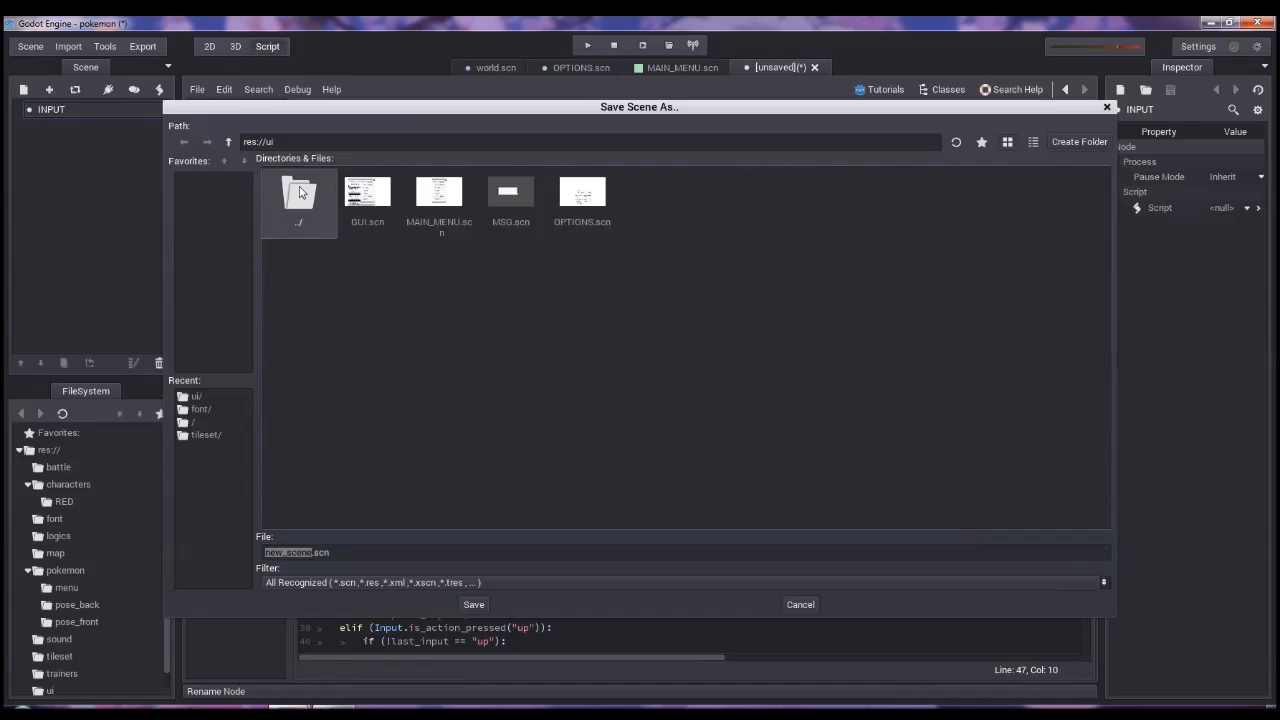 Godot Engine - pokemon (*)
Scene Import Tools Export 2D 3D Script Settings
Scene world.scn OPTIONS.scn MAIN_MENU.scn [unsaved](*) Inspector
File Edit Search Debug Help Tutorials Classes Search Help
INPUT
Save Scene As..
INPUT
Path:
Property Value
res://ui
Create Folder
Node
Favorites:
Directories & Files:
Process
Pause Mode Inherit
Script
Script <null>
../
GUI.scn
MAIN_MENU.sc
n
MSG.scn
OPTIONS.scn
Recent:
ui/
font/
/
tileset/
FileSystem
Favorites:
res://
battle
characters
RED
font
logics
map
pokemon
menu
pose_back
pose_front
sound
tileset
trainers
ui
File:
new_scene.scn
Filter:
All Recognized ( *.scn ,*.res ,*.xml ,*.xscn ,*.tres , ... )
Save
Cancel
elif (Input.is_action_pressed("up")):
40 if (!last_input == "up"):
Line: 47, Col: 10
Rename Node